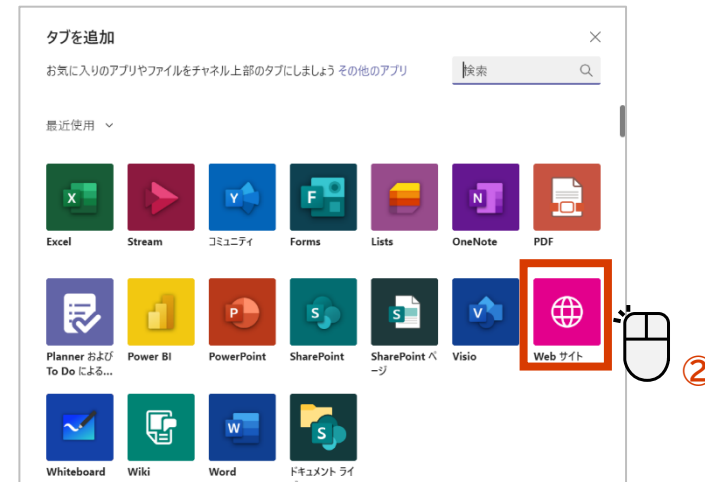 タブを追加
お気に入りのアプリやファイルをチャネル上部のタブにしましょう その他のアプリ
検索
最近使用
Excel
Stream
コミュニティ
Forms
Lists
OneNote
PDF
Planner および
To Do による...
Power BI
PowerPoint
SharePoint
SharePoint ペ
ージ
Visio
Web サイト
②
Whiteboard
Wiki
Word
ドキュメント ライ